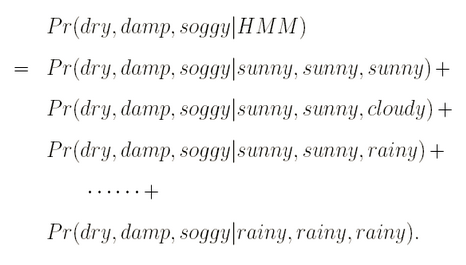 Pr(dry, damp, soggy|HMM)
= Pr(dry, damp, soggy|sunny, sunny, sunny) +
Pr(dry, damp, soggy|sunny, sunny, cloudy) +
Pr(dry, damp, soggy|sunny, sunny, rainy) +
· · · · · · +
Pr(dry, damp, soggy|rainy, rainy, rainy).